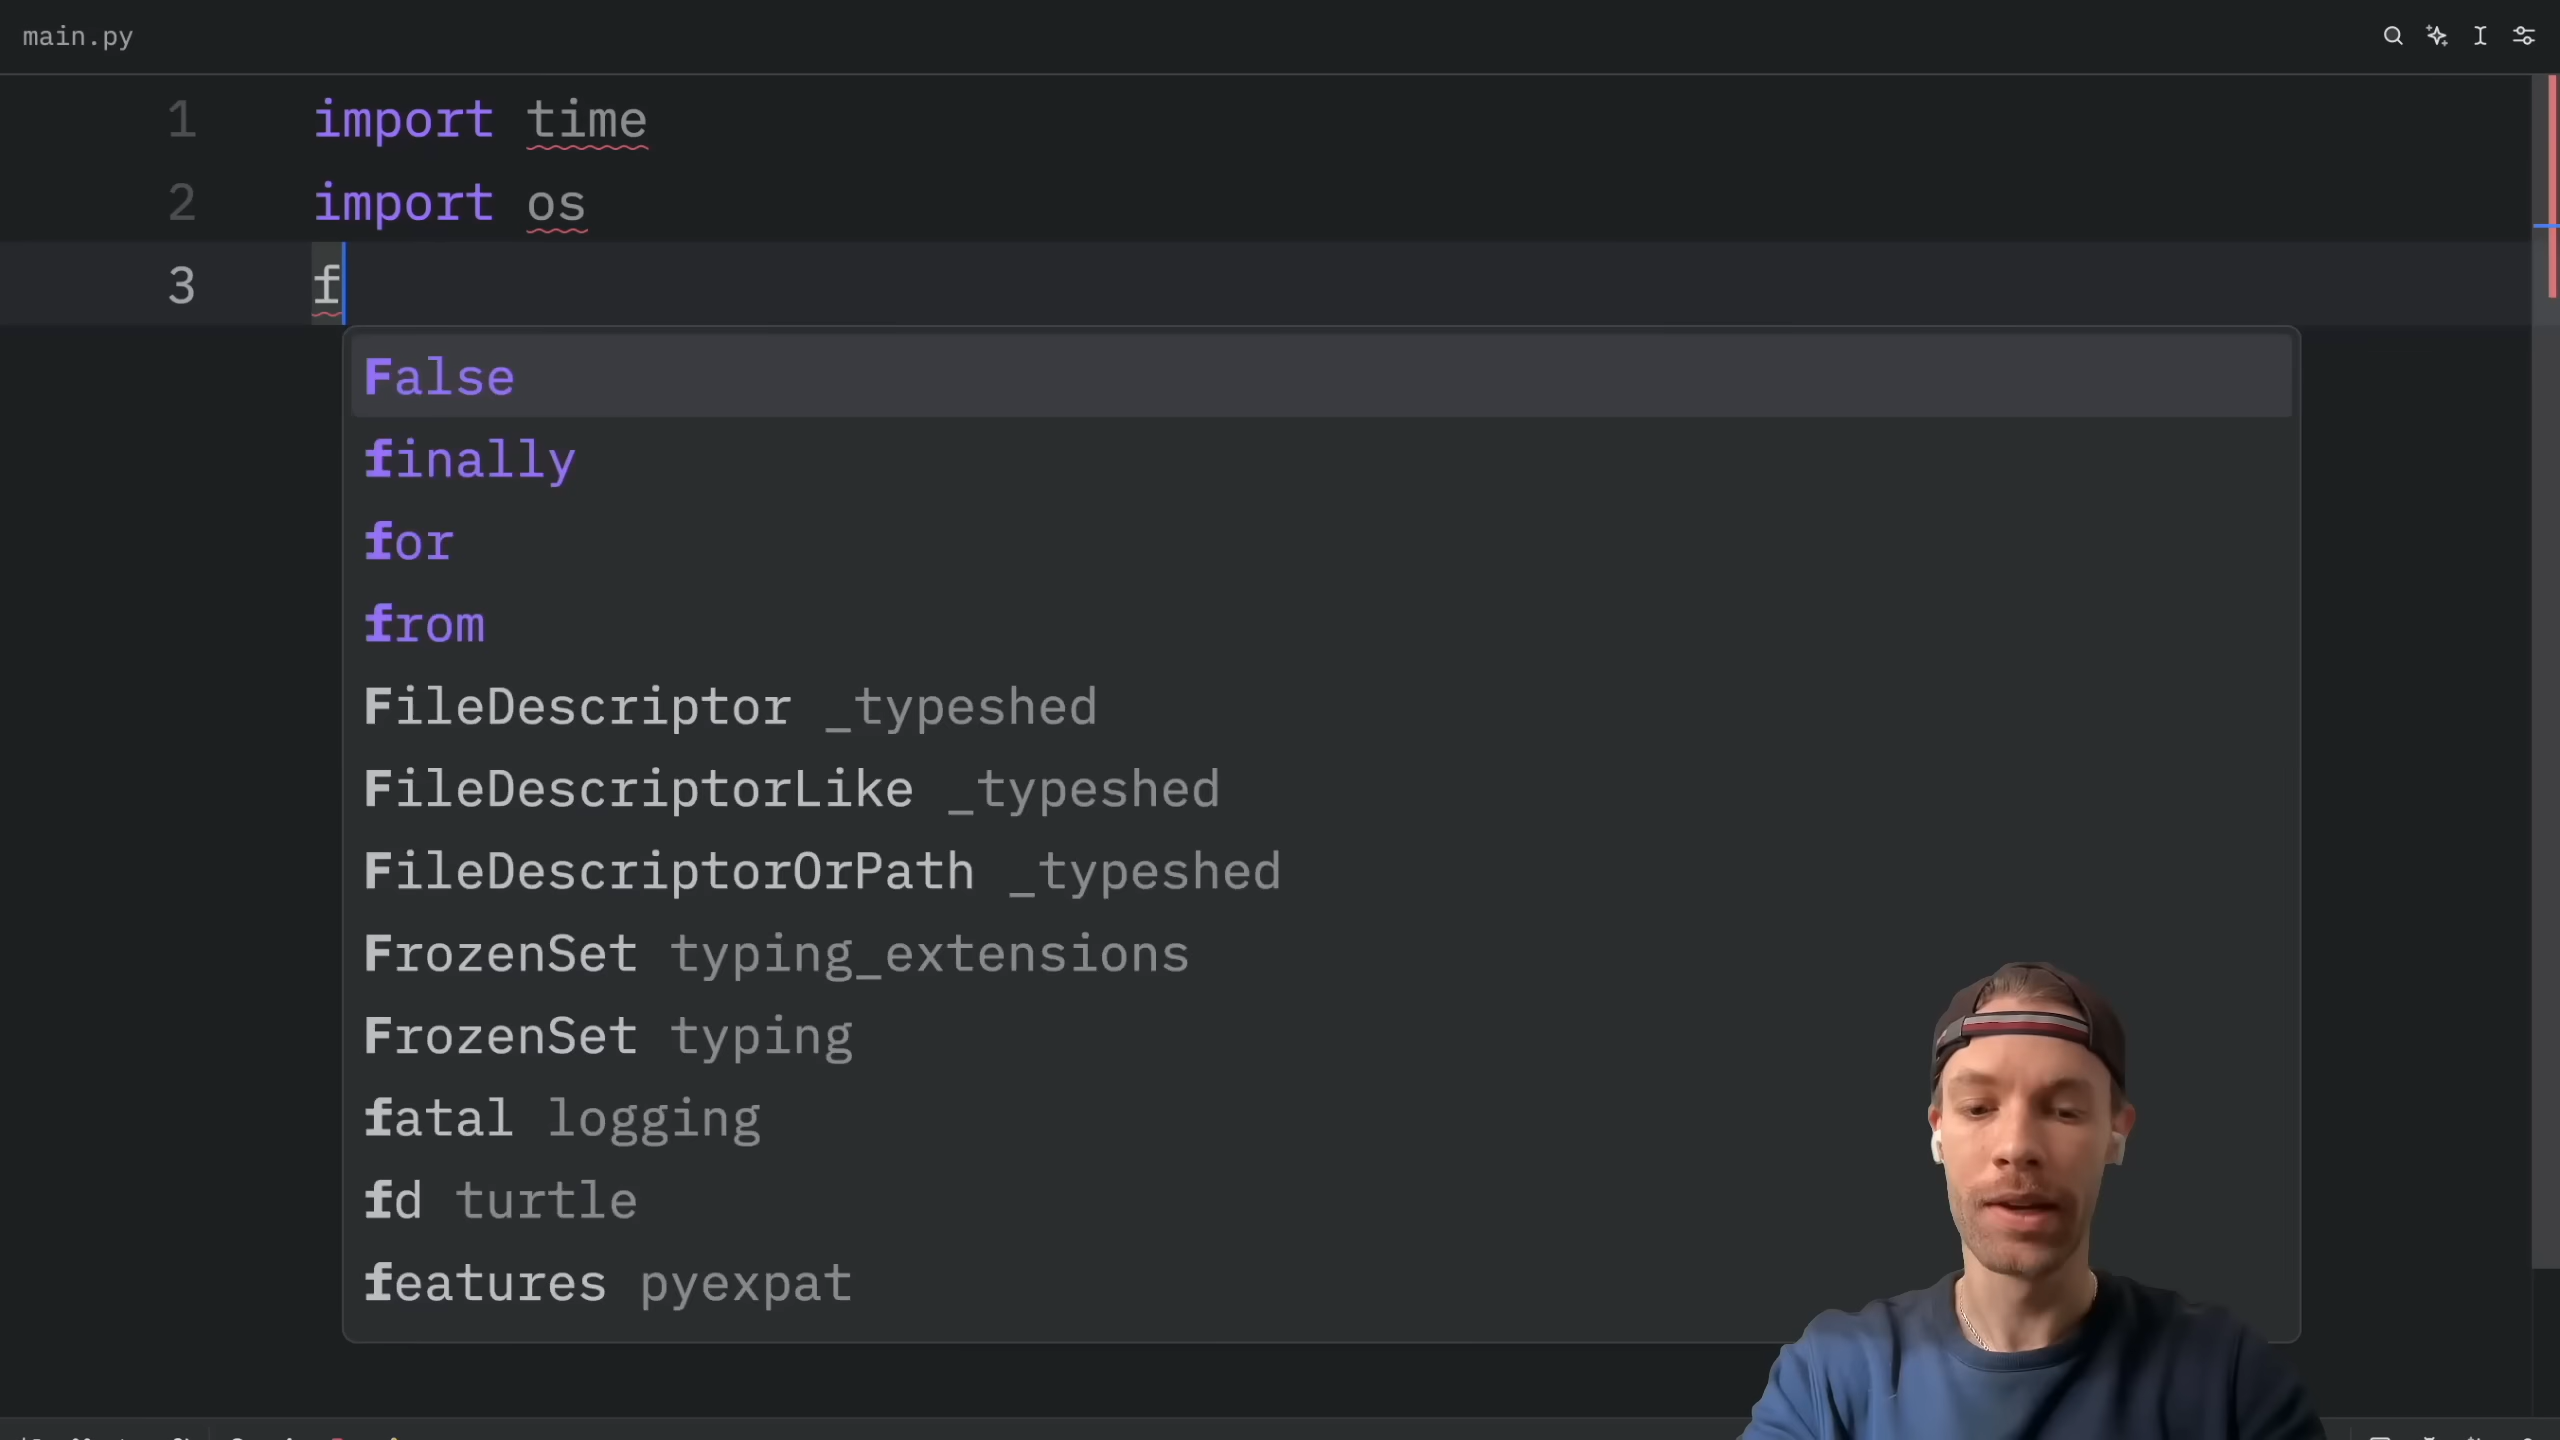 main.py
1 import time
2 import os
3 f
False
finally
for
from
FileDescriptor _typeshed
FileDescriptorLike _typeshed
FileDescriptorOrPath _typeshed
FrozenSet typing_extensions
FrozenSet typing
fatal logging
fd turtle
features pyexpat